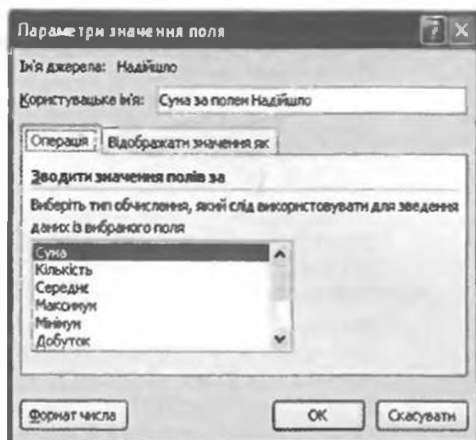 Параметри значення поля
Ім'я джерела: Надійшло
Користувацьке ім'я: Сума за полем Надійшло
Операція Відображати значення як
Зводити значення полів за
Виберіть тип обчислення, який слід використовувати для зведення
даних із вибраного поля
Сума
Кількість
Середнє
Максимум
Мінімум
Добуток
Формат числа ОК Скасувати